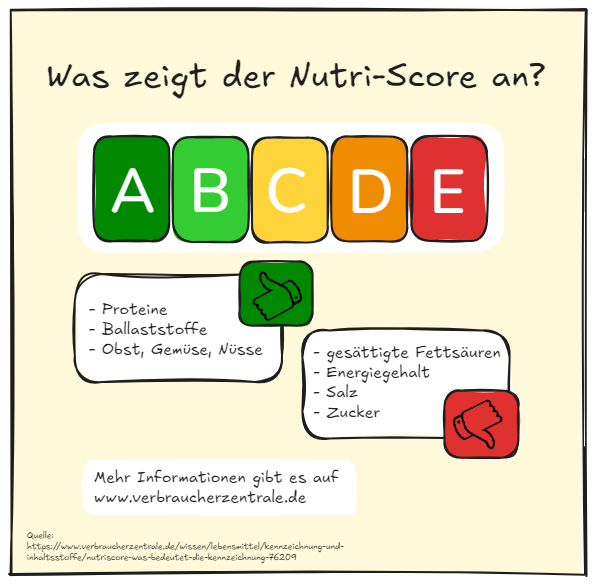 Was zeigt der Nutri-Score an?
A B C D E
- Proteine
- Ballaststoffe
- Obst, Gemüse, Nüsse
- gesättigte Fettsäuren
- Energiegehalt
- Salz
- Zucker
Mehr Informationen gibt es auf
www.verbraucherzentrale.de
Quelle:
https://www.verbraucherzentrale.de/wissen/lebensmittel/kennzeichnung-und-
inhaltsstoffe/nutriscore-was-bedeutet-die-kennzeichnung-76209